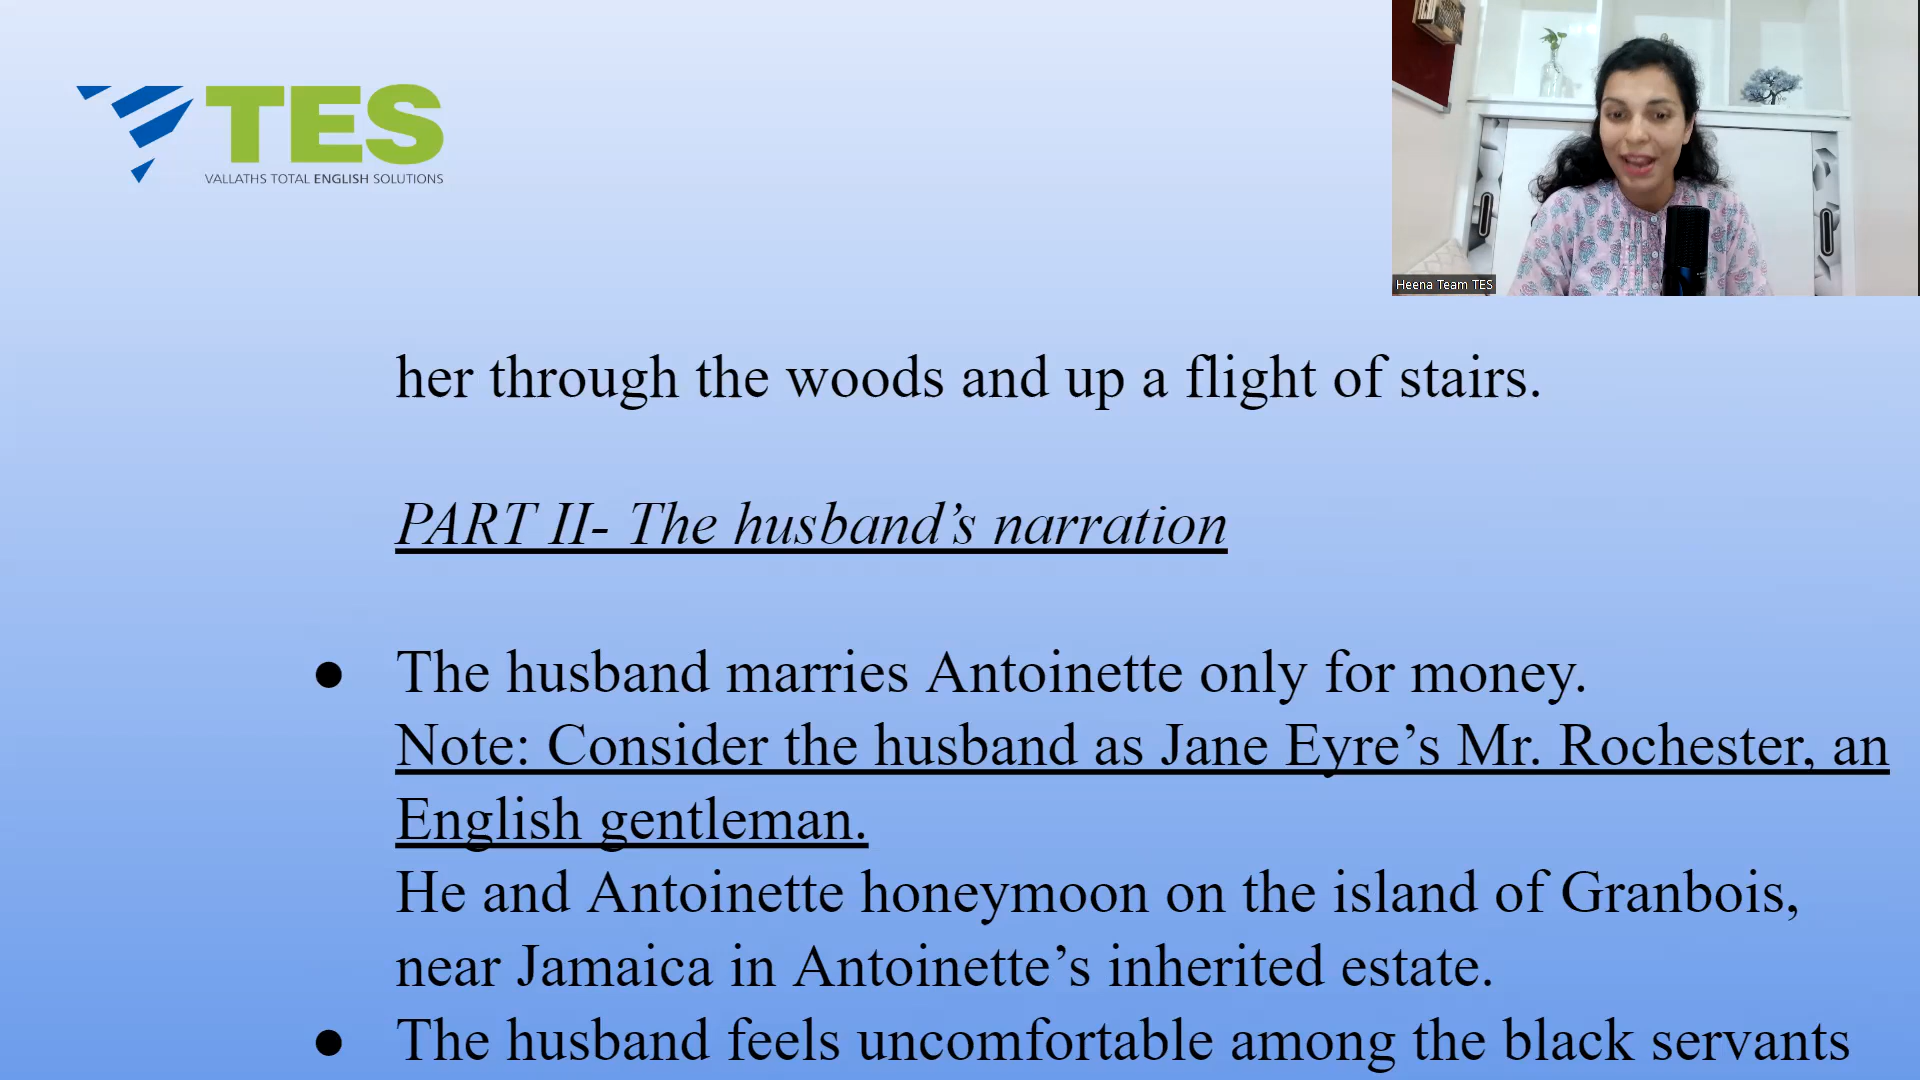 TES
VALLATHS TOTAL ENGLISH SOLUTIONS
Heena Team TES
her through the woods and up a flight of stairs.
PART II- The husband’s narration
● The husband marries Antoinette only for money.
Note: Consider the husband as Jane Eyre’s Mr. Rochester, an
English gentleman.
He and Antoinette honeymoon on the island of Granbois,
near Jamaica in Antoinette’s inherited estate.
● The husband feels uncomfortable among the black servants